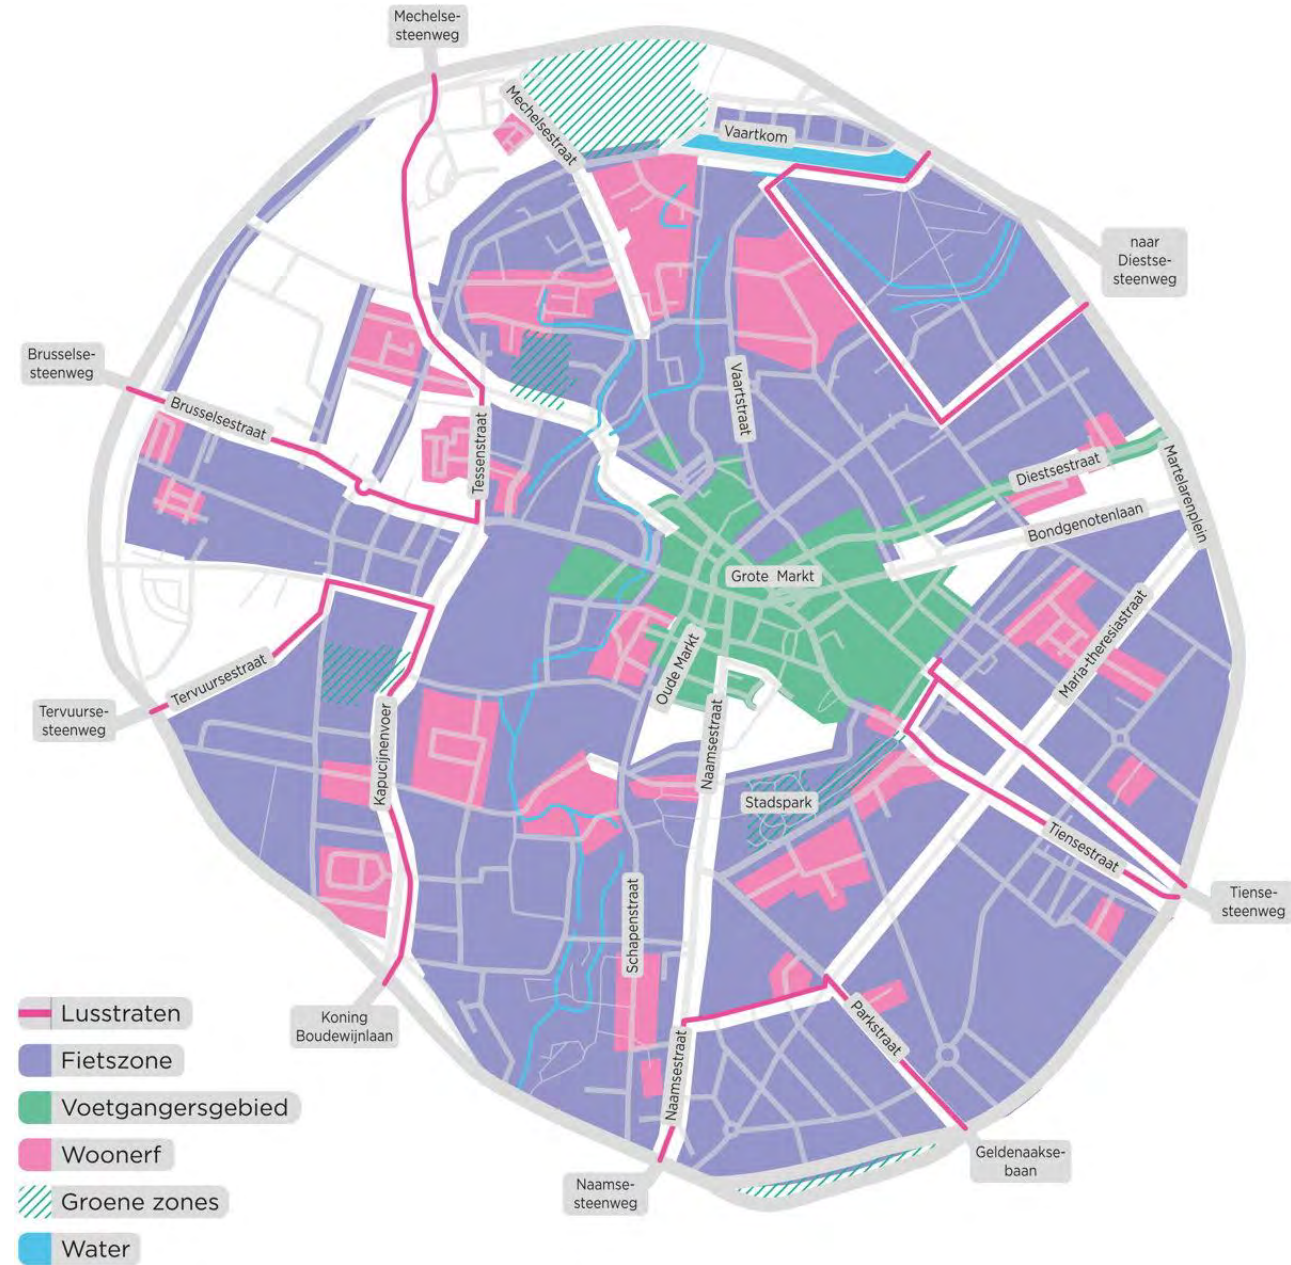 Mechelse-
steenweg
Mechelsestraat
Vaartkom
naar
Diestse-
steenweg
Brusselse-
steenweg
Brusselsestraat
Tessenstraat
Vaartstraat
Diestsestraat
Martelarenplein
Bondgenotenlaan
Grote Markt
Maria-theresiastraat
Oude Markt
Tervuursestraat
Tervuurse-
steenweg
Kapucijnenvoer
Naamsestraat
Stadspark
Tiensestraat
Tiense-
steenweg
Schapenstraat
Koning
Boudewijnlaan
Parkstraat
Naamsestraat
Geldenaakse-
baan
Naamse-
steenweg
Lusstraten
Fietszone
Voetgangersgebied
Woonerf
Groene zones
Water